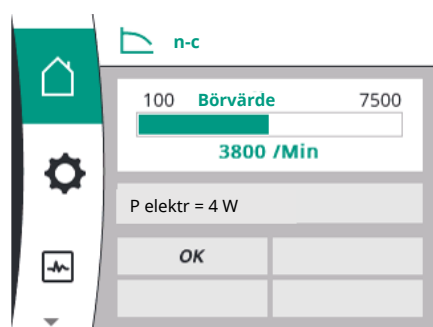 n-c
100 Börvärde 7500
3800 /Min
P elektr = 4 W
OK